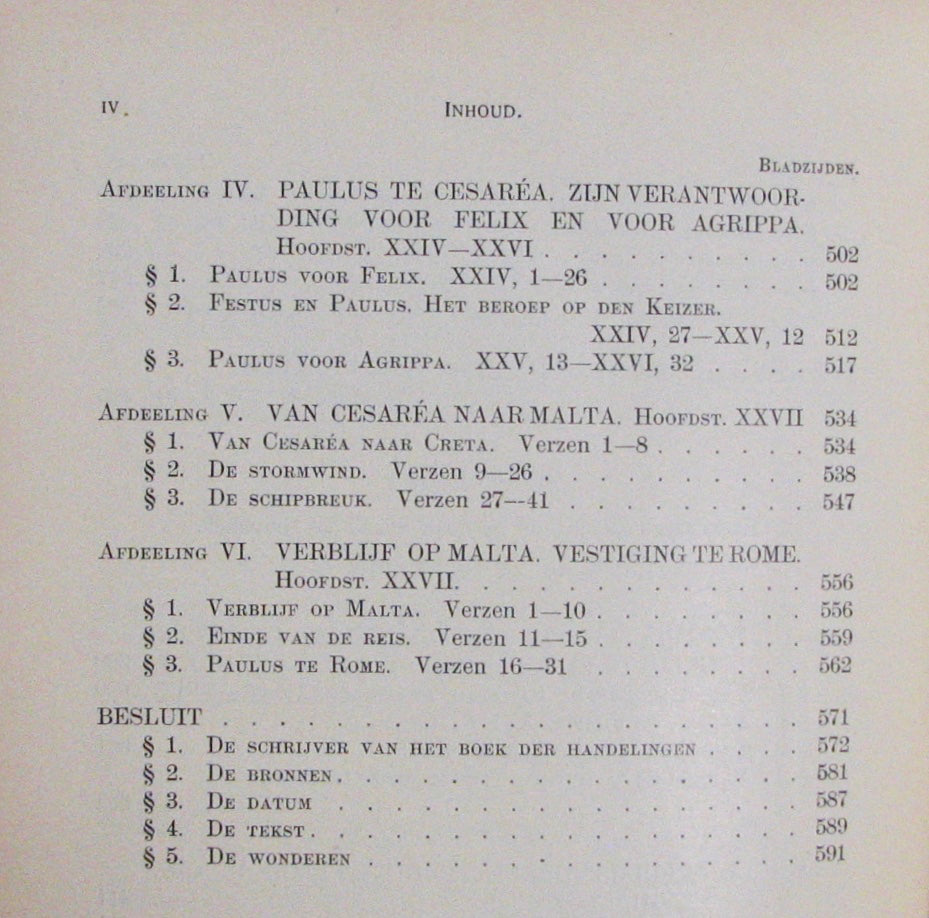 IV.
INHOUD.
BLADZIJDEN.
AFDEELING IV. PAULUS TE CESARÉA. ZIJN VERANTWOOR-
DING VOOR FELIX EN VOOR AGRIPPA.
HOOFDST. XXIV—XXVI . . . . . . . . . . 502
§ 1. PAULUS VOOR FELIX. XXIV, 1—26 . . . . . . . 502
§ 2. FESTUS EN PAULUS. HET BEROEP OP DEN KEIZER.
XXIV, 27—XXV, 12 512
§ 3. PAULUS VOOR AGRIPPA. XXV, 13—XXVI, 32 . . . . 517
AFDEELING V. VAN CESARÉA NAAR MALTA. HOOFDST. XXVII 534
§ 1. VAN CESARÉA NAAR CRETA. Verzen 1—8 . . . . . . 534
§ 2. DE STORMWIND. Verzen 9—26 . . . . . . . . . . 538
§ 3. DE SCHIPBREUK. Verzen 27—41 . . . . . . . . . 547
AFDEELING VI. VERBLIJF OP MALTA. VESTIGING TE ROME.
HOOFDST. XXVII. . . . . . . . . . . . . . 556
§ 1. VERBLIJF OP MALTA. Verzen 1—10 . . . . . . . . 556
§ 2. EINDE VAN DE REIS. Verzen 11—15 . . . . . . . . 559
§ 3. PAULUS TE ROME. Verzen 16—31 . . . . . . . . 562
BESLUIT . . . . . . . . . . . . . . . . . . . . . 571
§ 1. DE SCHRIJVER VAN HET BOEK DER HANDELINGEN . . . . 572
§ 2. DE BRONNEN. . . . . . . . . . . . . . . . . . 581
§ 3. DE DATUM . . . . . . . . . . . . . . . . . 587
§ 4. DE TEKST. . . . . . . . . . . . . . . . . . 589
§ 5. DE WONDEREN . . . . . . . . . . . . . . . . 591